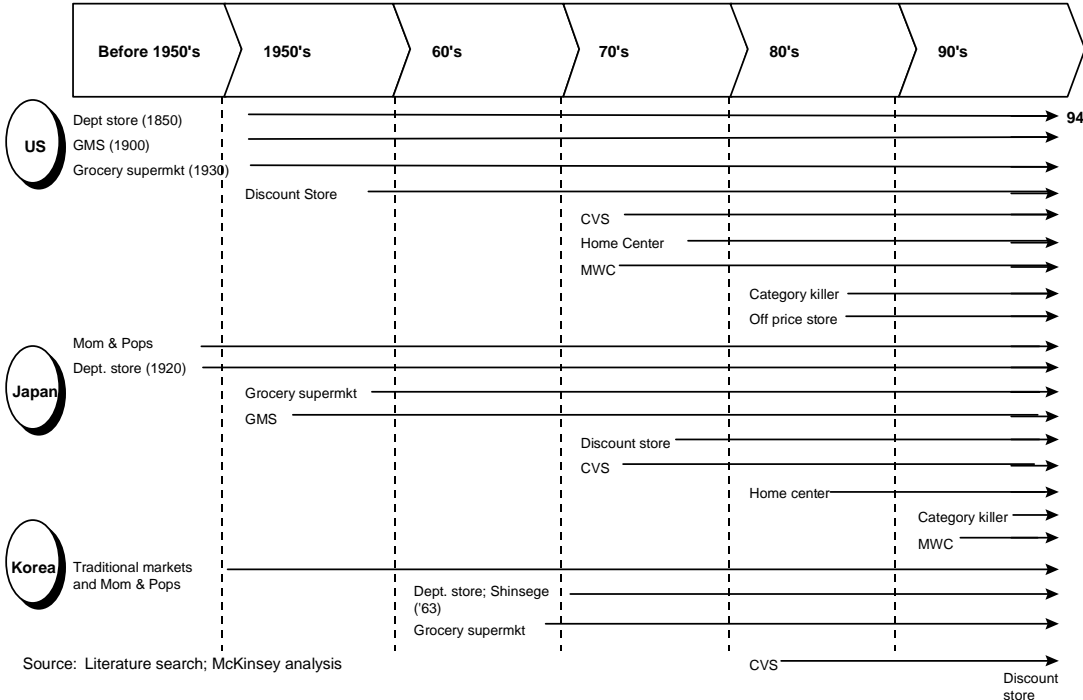 Before 1950's
1950's
60's
70's
80's
90's
US
Dept store (1850)
94
GMS (1900)
Grocery supermkt (1930)
Discount Store
CVS
Home Center
MWC
Category killer
Off price store
Japan
Mom & Pops
Dept. store (1920)
Grocery supermkt
GMS
Discount store
CVS
Home center
Category killer
MWC
Korea
Traditional markets
and Mom & Pops
Dept. store; Shinsege
('63)
Grocery supermkt
CVS
Discount
store
Source: Literature search; McKinsey analysis